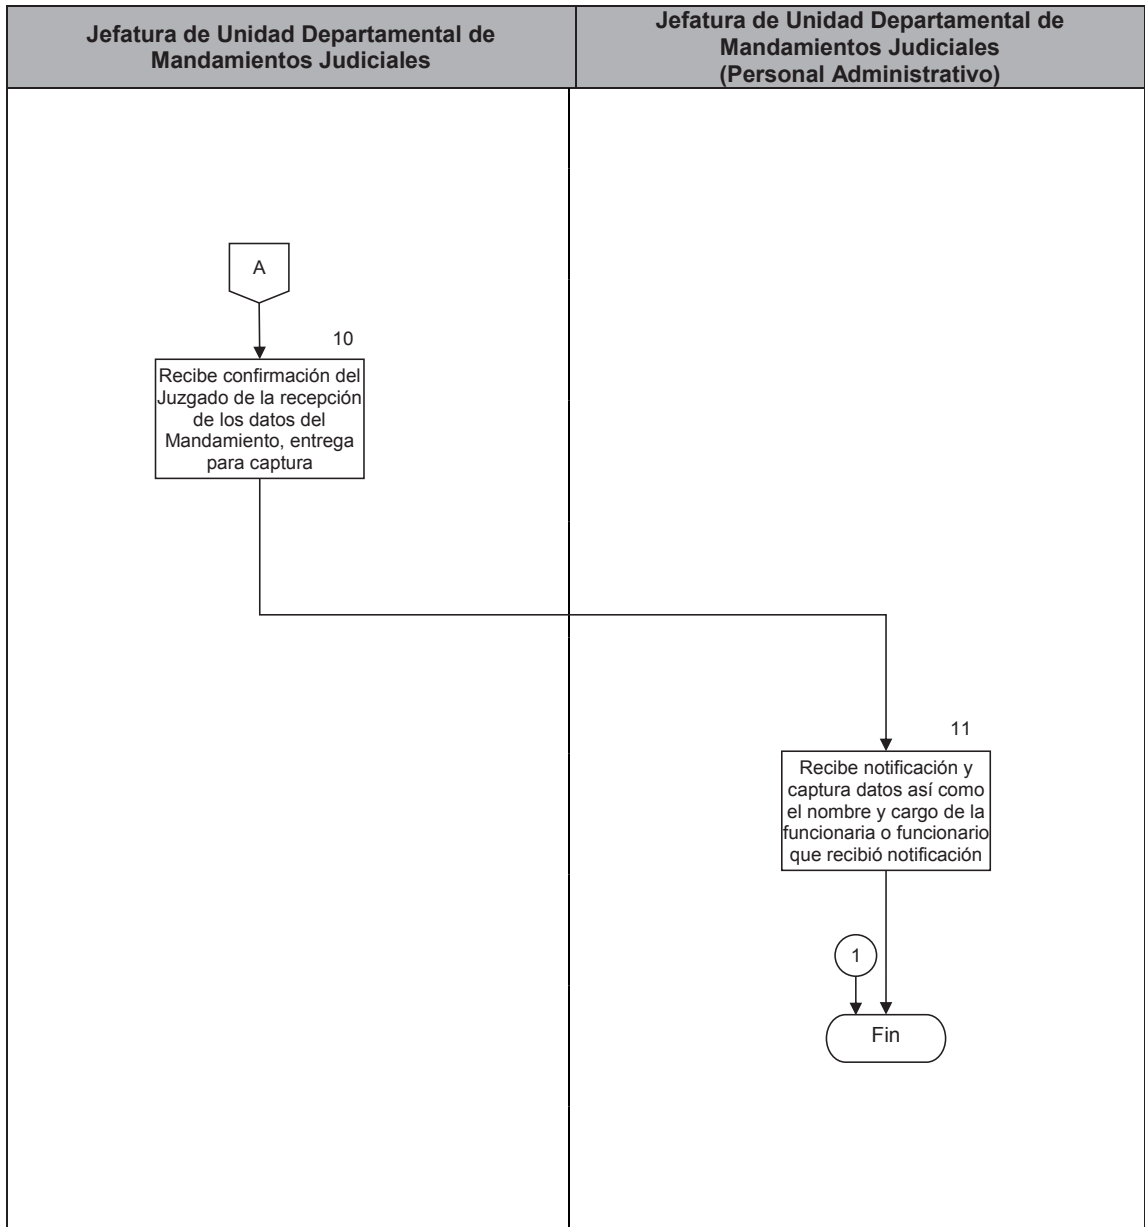 Jefatura de Unidad Departamental de
Mandamientos Judiciales
Jefatura de Unidad Departamental de
Mandamientos Judiciales
(Personal Administrativo)
A
10
Recibe confirmación del
Juzgado de la recepción
de los datos del
Mandamiento, entrega
para captura
11
Recibe notificación y
captura datos así como
el nombre y cargo de la
funcionaria o funcionario
que recibió notificación
1
Fin